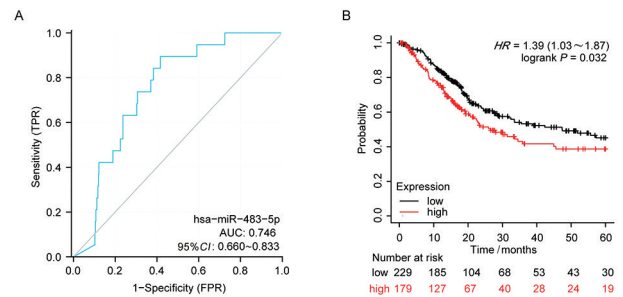 A
Sensitivity (TPR)
1.0
0.8
0.6
0.4
0.2
0.0
hsa−miR−483−5p
AUC: 0.746
95%CI: 0.660~0.833
0.0 0.2 0.4 0.6 0.8 1.0
1−Specificity (FPR)
B
Probability
1.0
0.8
0.6
0.4
0.2
0.0
HR = 1.39 (1.03～1.87)
logrank P = 0.032
Expression
low
high
0 10 20 30 40 50 60
Time / months
Number at risk
low 229 185 104 68 53 43 30
high 179 127 67 40 28 24 19